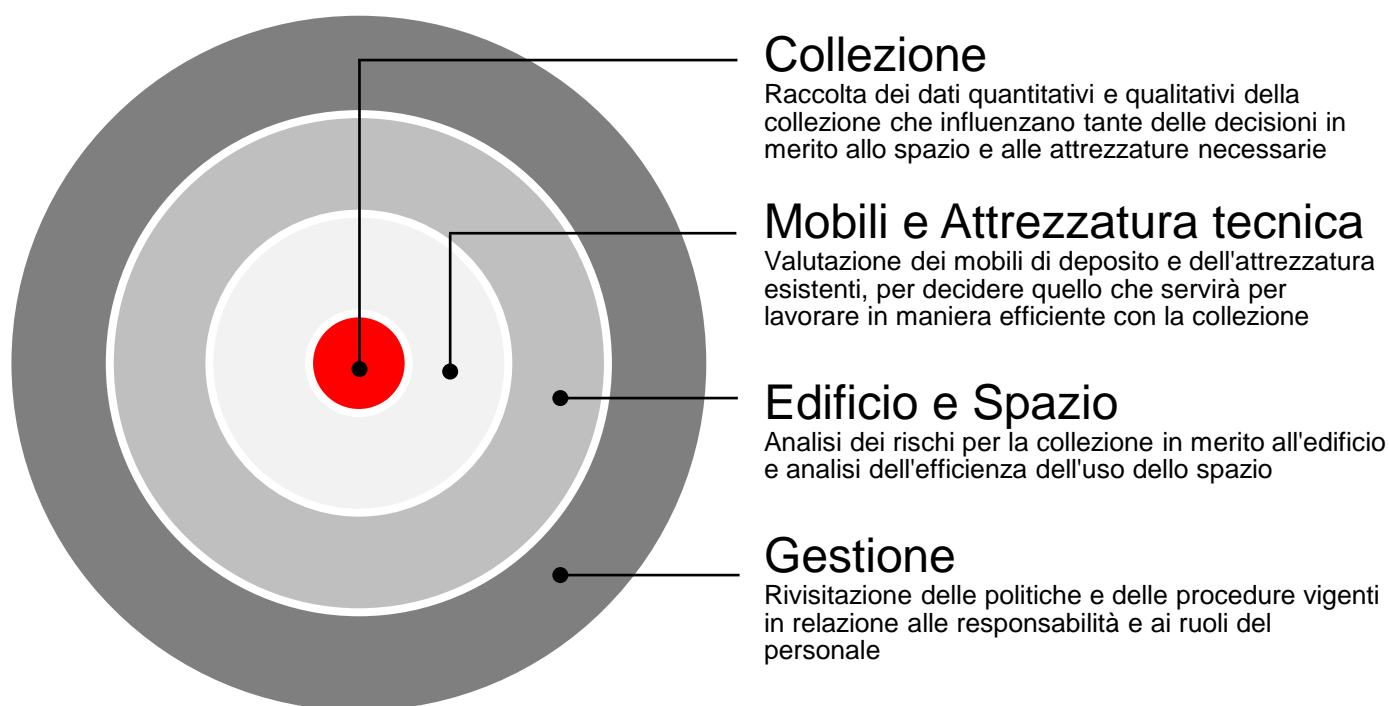 Collezione
Raccolta dei dati quantitativi e qualitativi della
collezione che influenzano tante delle decisioni in
merito allo spazio e alle attrezzature necessarie
Mobili e Attrezzatura tecnica
Valutazione dei mobili di deposito e dell'attrezzatura
esistenti, per decidere quello che servirà per
lavorare in maniera efficiente con la collezione
Edificio e Spazio
Analisi dei rischi per la collezione in merito all'edificio
e analisi dell'efficienza dell'uso dello spazio
Gestione
Rivisitazione delle politiche e delle procedure vigenti
in relazione alle responsabilità e ai ruoli del
personale